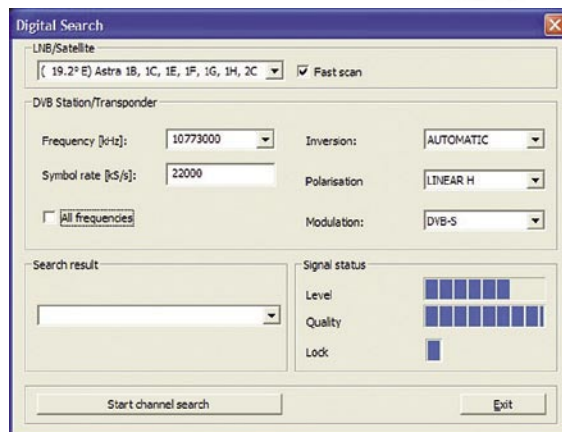 Digital Search
LNB/Satellite
( 19.2º E) Astra 1B, 1C, 1E, 1F, 1G, 1H, 2C
Fast scan
DVB Station/Transponder
Frequency [kHz]: 10773000
Inversion: AUTOMATIC
Symbol rate [kS/s]: 22000
Polarisation LINEAR H
All frequencies
Modulation: DVB-S
Search result
Signal status
Level
Quality
Lock
Start channel search
Exit